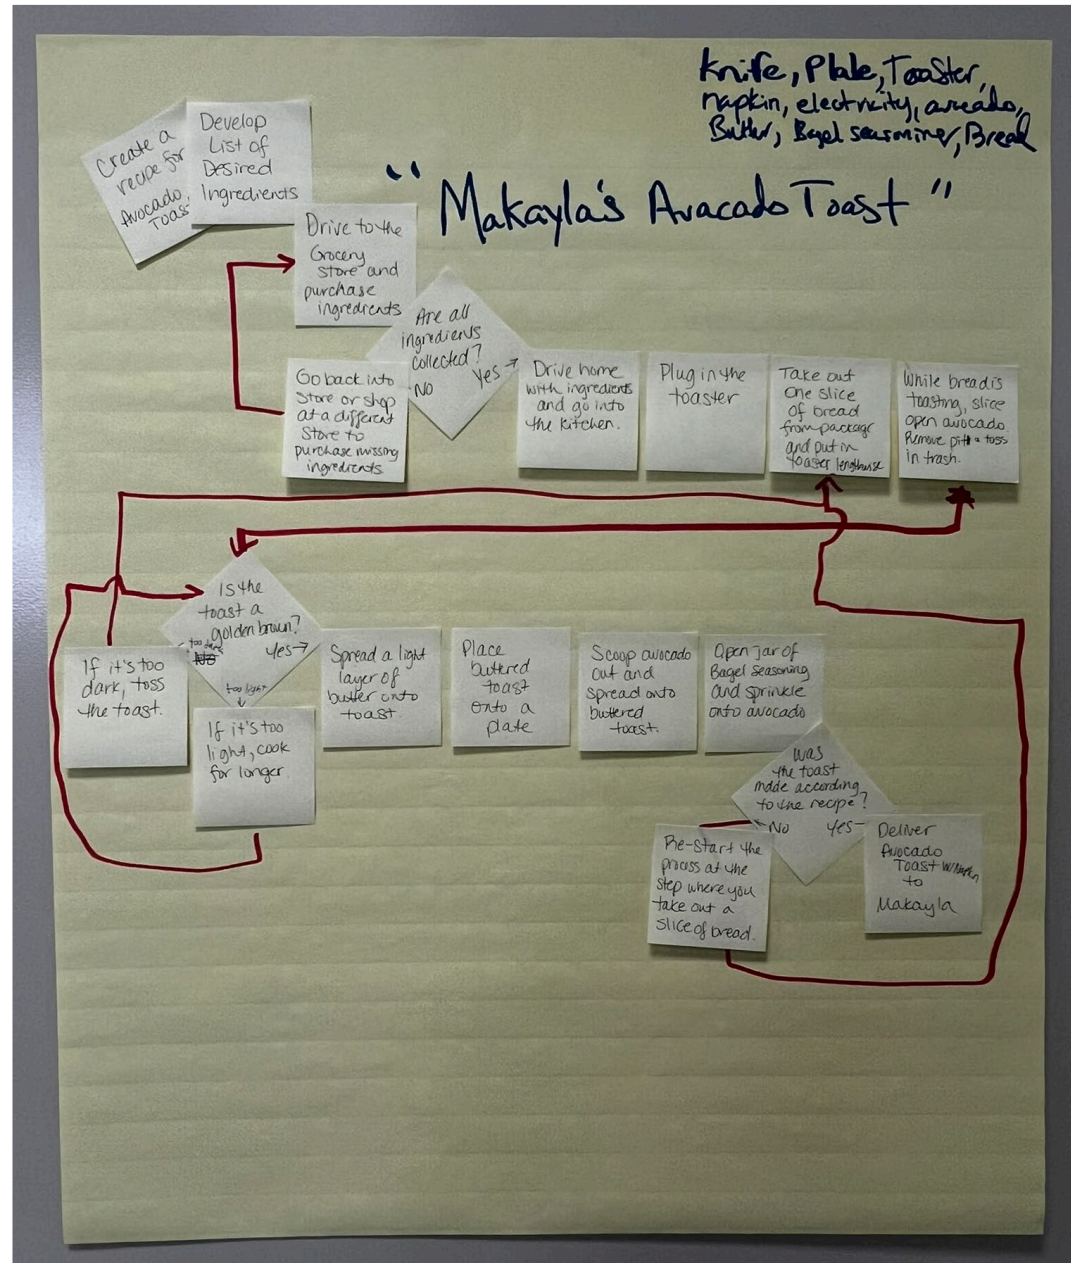 Knife, Plate, Toaster,
napkin, electricity, avocado,
Butter, Bagel seasoning, Bread
"Makayla's Avacado Toast"
Create a
recipe for
Avocado
Toast
Develop
List of
Desired
Ingredients
Drive to the
Grocery
store and
purchase
ingredients
Are all
ingredients
collected?
Yes →
NO
Go back into
Store or shop
at a different
Store to
purchase missing
ingredients
Drive home
with ingredients
and go into
the kitchen.
Plug in the
toaster
Take out
one slice
of bread
from package
and put in
toaster lengthwise
While bread is
toasting, slice
open avocado.
Remove pit & toss
in trash.
Is the
toast a
golden brown?
too dark
NO
Yes →
too light
↓
If it's too
dark, toss
the toast.
If it's too
light, cook
for longer.
Spread a light
layer of
butter onto
toast.
Place
buttered
toast
onto a
plate
Scoop avocado
out and
spread onto
buttered
toast.
Open jar of
Bagel Seasoning
and sprinkle
onto avocado
Was
the toast
made according
to the recipe?
No Yes
Re-Start the
process at the
step where you
take out a
slice of bread.
Deliver
Avocado
Toast w/napkin
to
Makayla